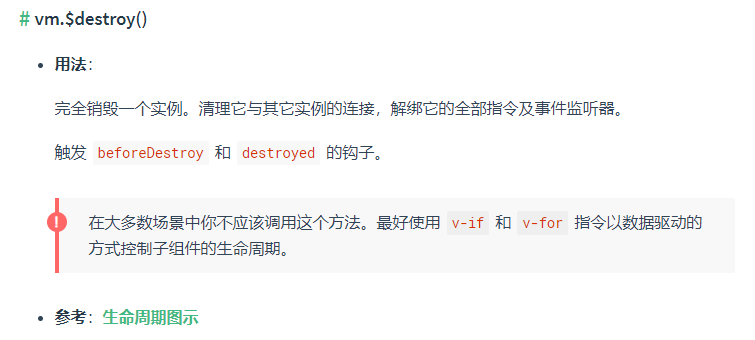 # vm.$destroy()
• 用法：
完全销毁一个实例。清理它与其它实例的连接，解绑它的全部指令及事件监听器。
触发 beforeDestroy 和 destroyed 的钩子。
! 在大多数场景中你不应该调用这个方法。最好使用 v-if 和 v-for 指令以数据驱动的
方式控制子组件的生命周期。
• 参考：生命周期图示